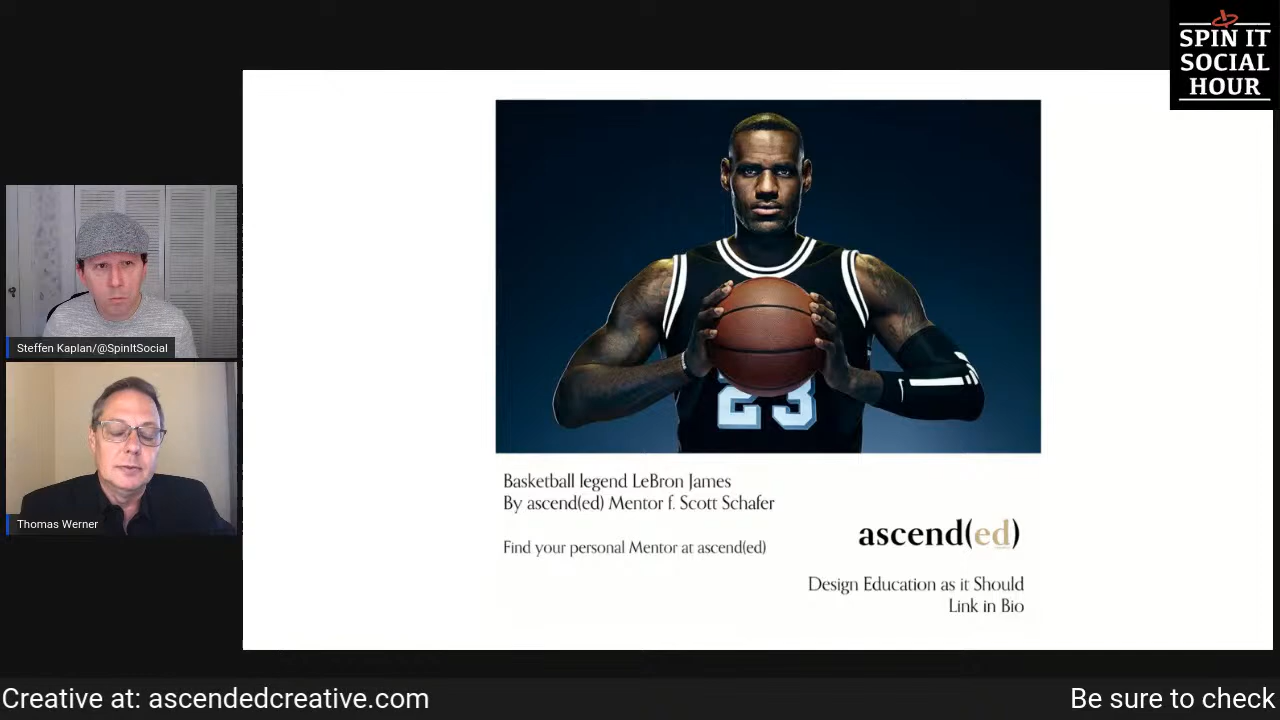 SPIN IT
SOCIAL
HOUR
Steffen Kaplan/@SpinItSocial
Thomas Werner
23
Basketball legend LeBron James
By ascend(ed) Mentor f. Scott Schafer
Find your personal Mentor at ascend(ed)
ascend(ed)
Design Education as it Should
Link in Bio
Creative at: ascendedcreative.com
Be sure to check